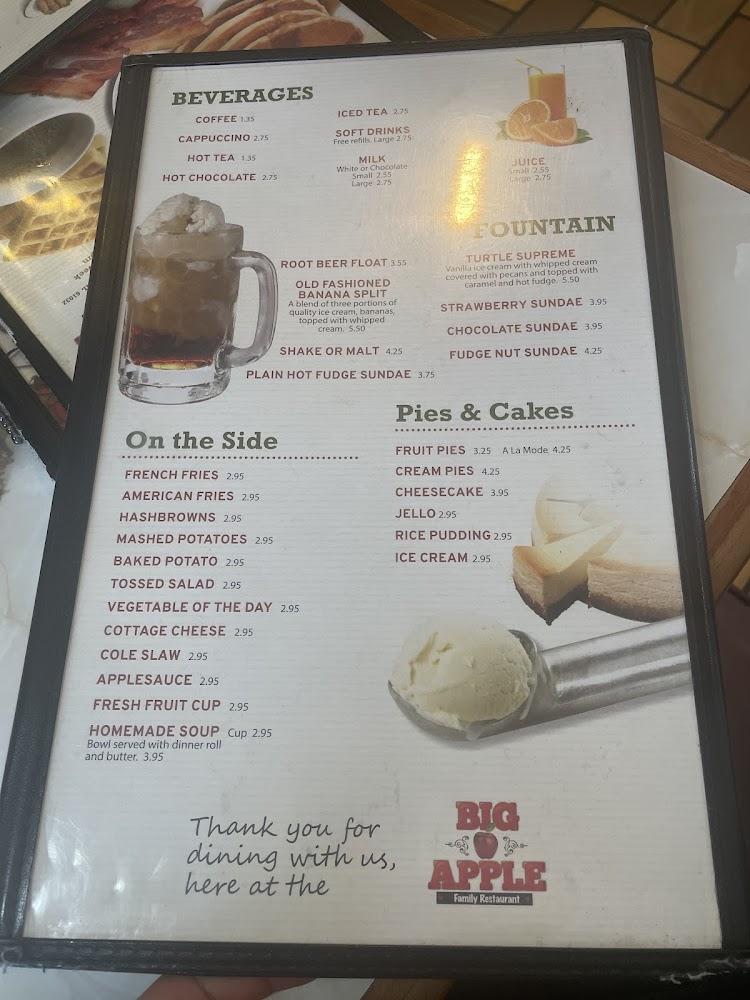 BEVERAGES
COFFEE 1.35
CAPPUCCINO 2.75
HOT TEA 1.35
HOT CHOCOLATE 2.75
ICED TEA 2.75
SOFT DRINKS
Free refills. Large 2.75
MILK
White or Chocolate
Small 2.55
Large 2.75
JUICE
Small 2.55
Large 2.75
ROOT BEER FLOAT 3.55
OLD FASHIONED
BANANA SPLIT
A blend of three portions of
quality ice cream, bananas,
topped with whipped
cream. 5.50
SHAKE OR MALT 4.25
PLAIN HOT FUDGE SUNDAE 3.75
FOUNTAIN
TURTLE SUPREME
Vanilla ice cream with whipped cream
covered with pecans and topped with
caramel and hot fudge. 5.50
STRAWBERRY SUNDAE 3.95
CHOCOLATE SUNDAE 3.95
FUDGE NUT SUNDAE 4.25
On the Side
FRENCH FRIES 2.95
AMERICAN FRIES 2.95
HASHBROWNS 2.95
MASHED POTATOES 2.95
BAKED POTATO 2.95
TOSSED SALAD 2.95
VEGETABLE OF THE DAY 2.95
COTTAGE CHEESE 2.95
COLE SLAW 2.95
APPLESAUCE 2.95
FRESH FRUIT CUP 2.95
HOMEMADE SOUP Cup 2.95
Bowl served with dinner roll
and butter. 3.95
Pies & Cakes
FRUIT PIES 3.25 A La Mode 4.25
CREAM PIES 4.25
CHEESECAKE 3.95
JELLO 2.95
RICE PUDDING 2.95
ICE CREAM 2.95
Thank you for
dining with us,
here at the
BIG
APPLE
Family Restaurant